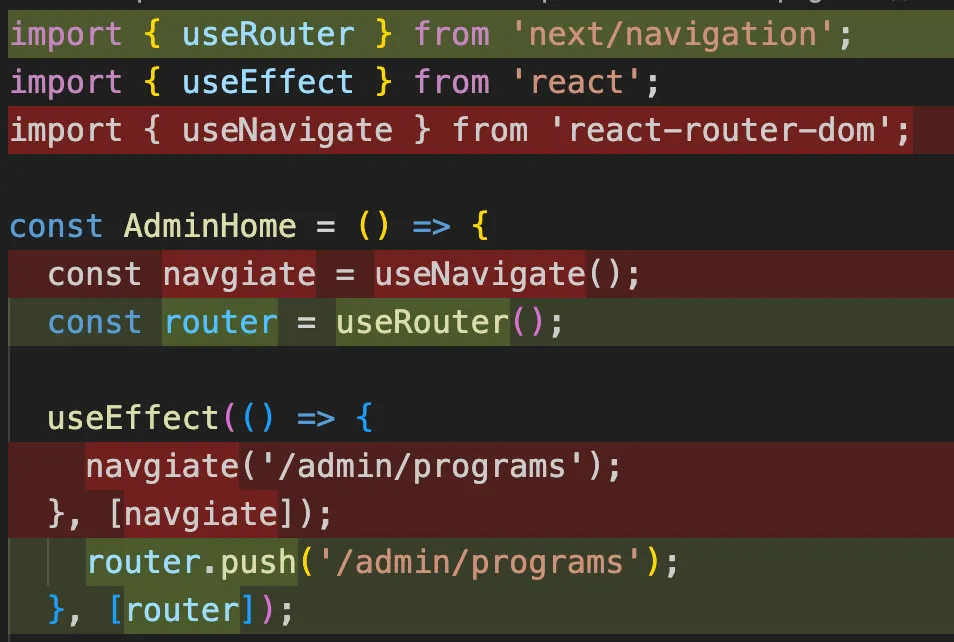 import { useRouter } from 'next/navigation';
import { useEffect } from 'react';
import { useNavigate } from 'react-router-dom';
const AdminHome = () => {
const navgiate = useNavigate();
const router = useRouter();
useEffect(() => {
navgiate('/admin/programs');
}, [navgiate]);
router.push('/admin/programs');
}, [router]);